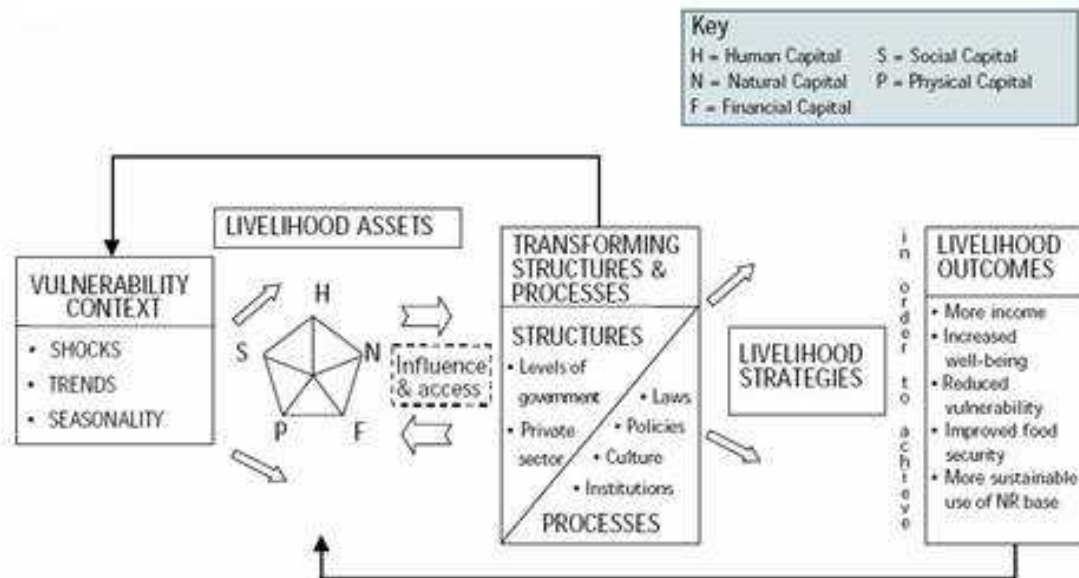 Key
H = Human Capital S = Social Capital
N = Natural Capital P = Physical Capital
F = Financial Capital
LIVELIHOOD ASSETS
VULNERABILITY
CONTEXT
• SHOCKS
• TRENDS
• SEASONALITY
H
S
N
P
F
Influence
& access
TRANSFORMING
STRUCTURES &
PROCESSES
STRUCTURES
• Levels of
government
• Private
sector
• Laws
• Policies
• Culture
• Institutions
PROCESSES
LIVELIHOOD
STRATEGIES
in order to achieve
LIVELIHOOD
OUTCOMES
• More income
• Increased
well-being
• Reduced
vulnerability
• Improved food
security
• More sustainable
use of NR base